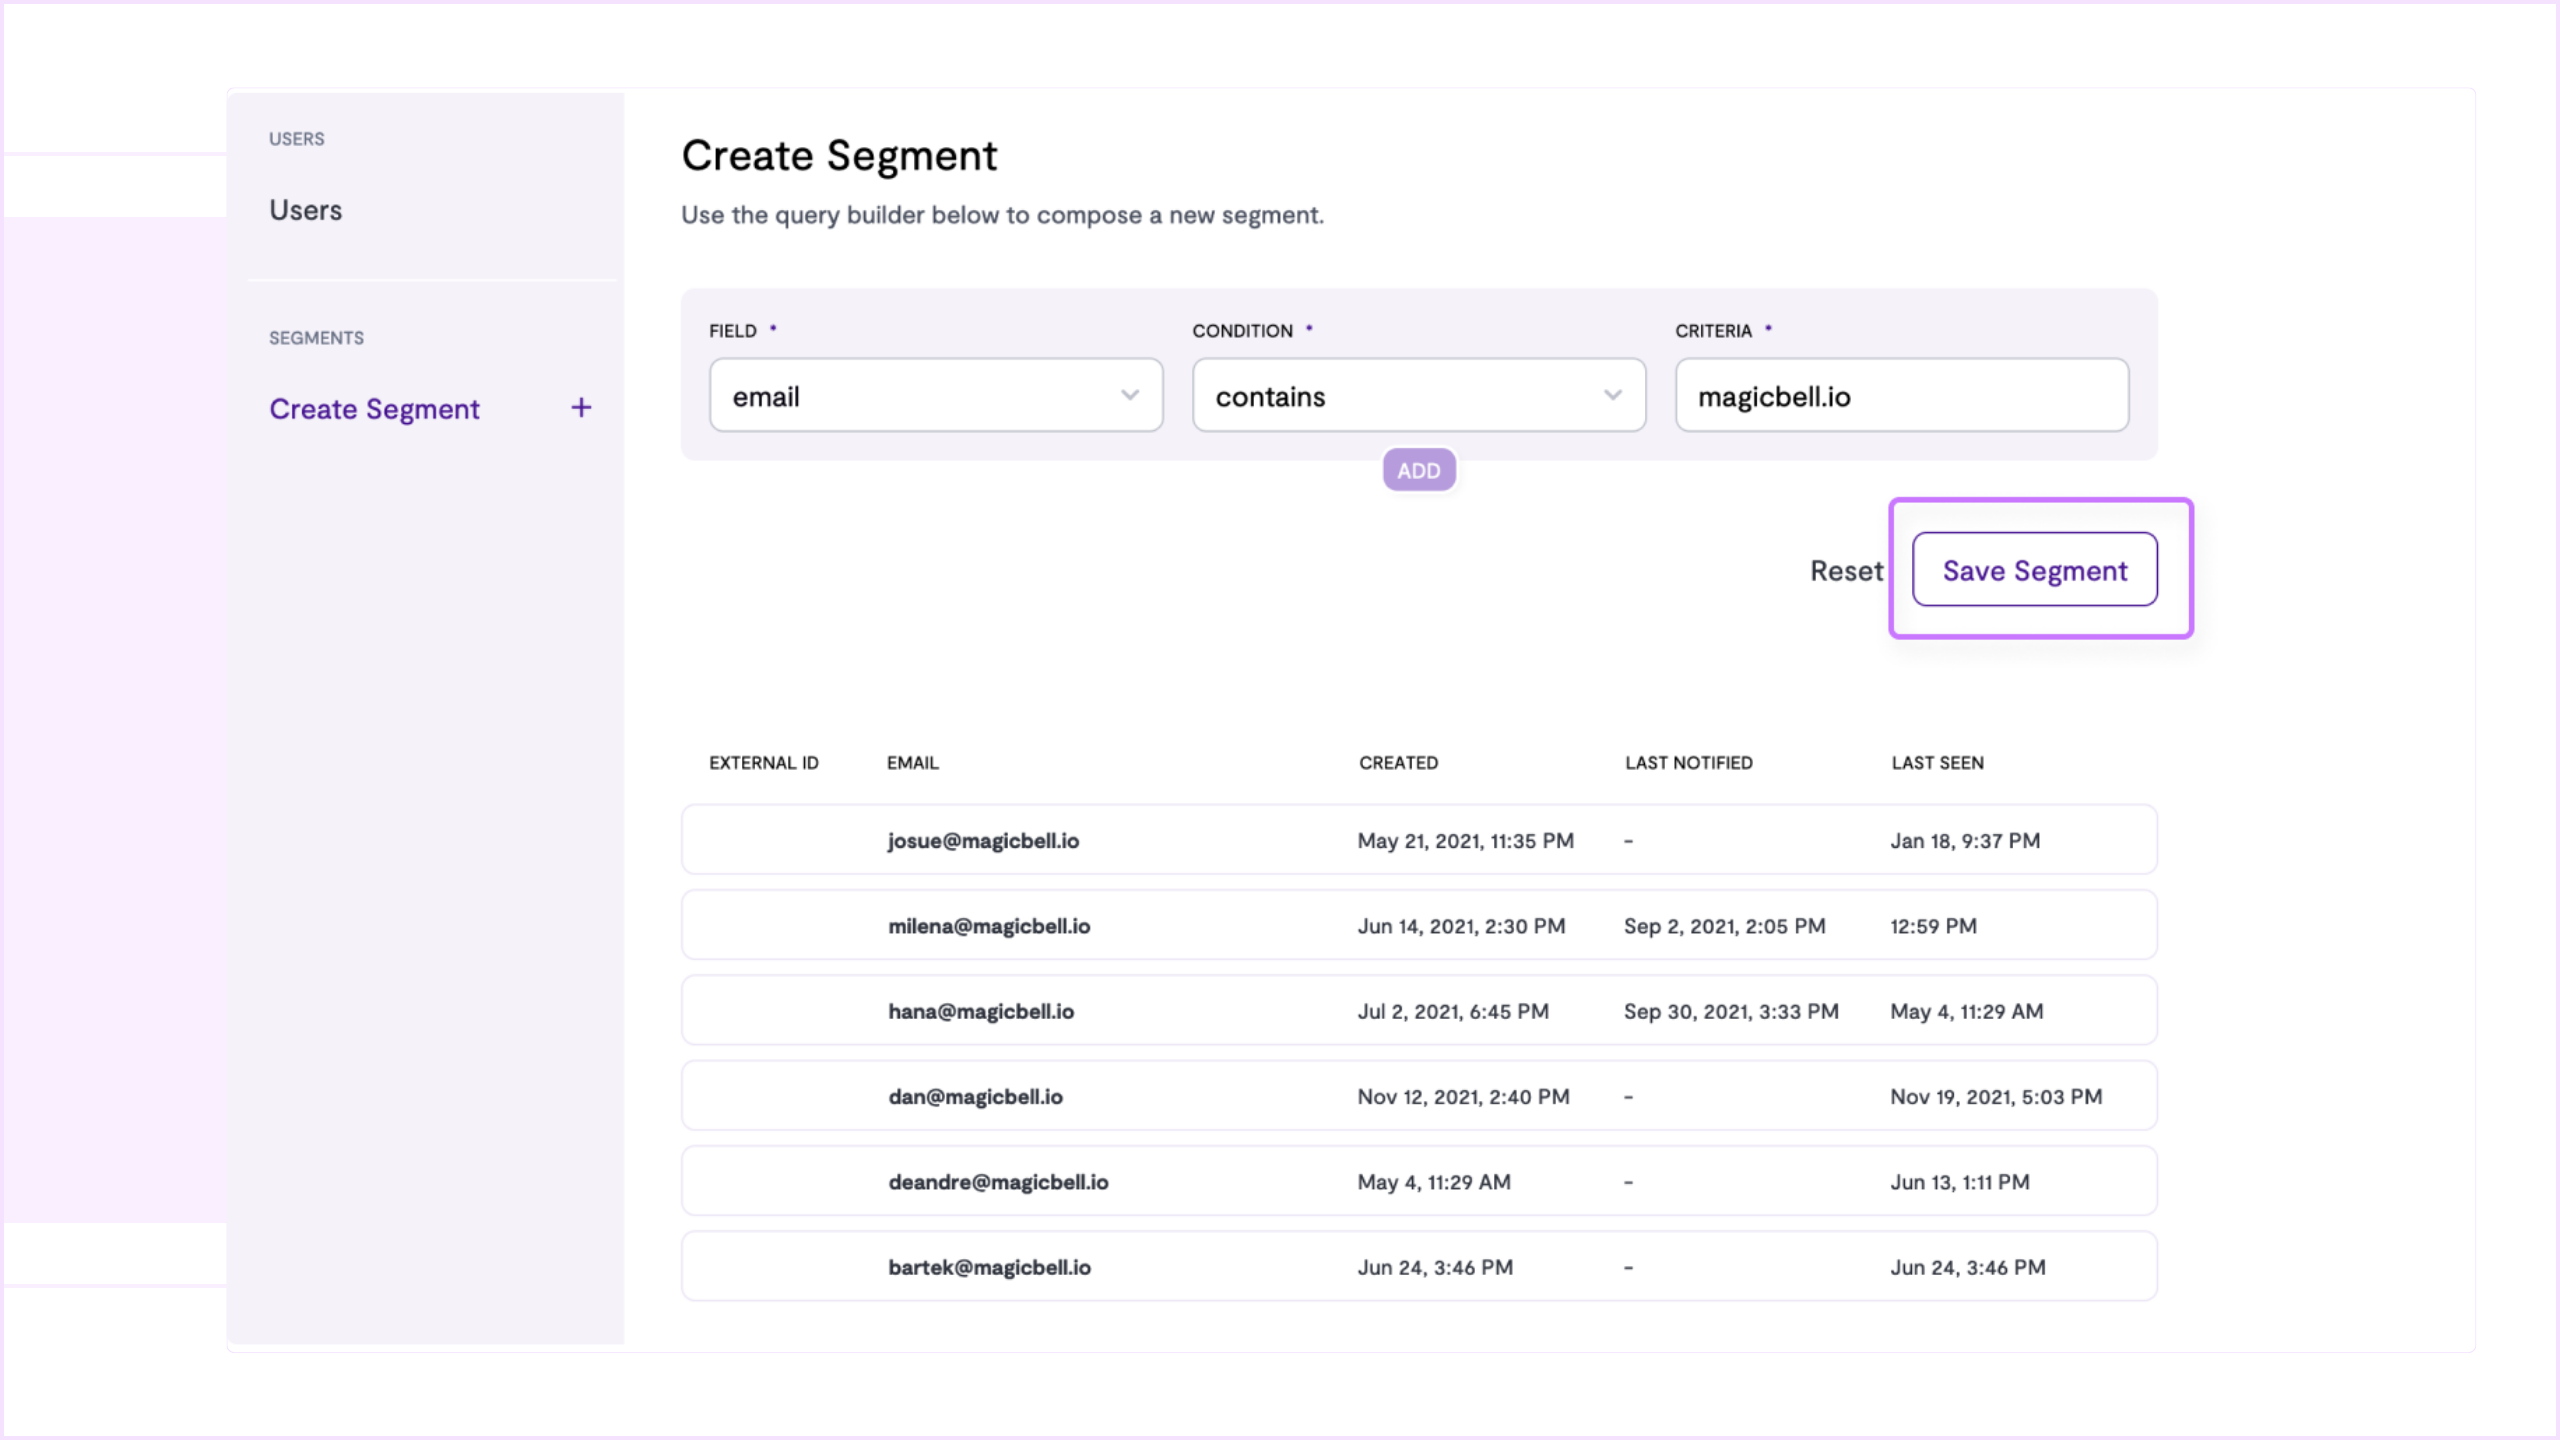 USERS
Users
SEGMENTS
Create Segment +
Create Segment
Use the query builder below to compose a new segment.
FIELD * CONDITION * CRITERIA *
email contains magicbell.io
ADD
Reset Save Segment
EXTERNAL ID EMAIL CREATED LAST NOTIFIED LAST SEEN
josue@magicbell.io May 21, 2021, 11:35 PM - Jan 18, 9:37 PM
milena@magicbell.io Jun 14, 2021, 2:30 PM Sep 2, 2021, 2:05 PM 12:59 PM
hana@magicbell.io Jul 2, 2021, 6:45 PM Sep 30, 2021, 3:33 PM May 4, 11:29 AM
dan@magicbell.io Nov 12, 2021, 2:40 PM - Nov 19, 2021, 5:03 PM
deandre@magicbell.io May 4, 11:29 AM - Jun 13, 1:11 PM
bartek@magicbell.io Jun 24, 3:46 PM - Jun 24, 3:46 PM